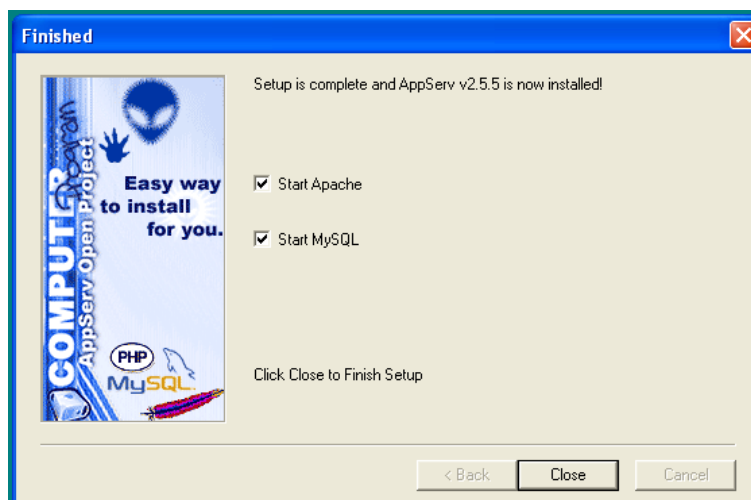 Finished
Setup is complete and AppServ v2.5.5 is now installed!
COMPUTER
Program
AppServ Open Project
Easy way
to install
for you.
PHP
MySQL
Start Apache
Start MySQL
Click Close to Finish Setup
< Back
Close
Cancel